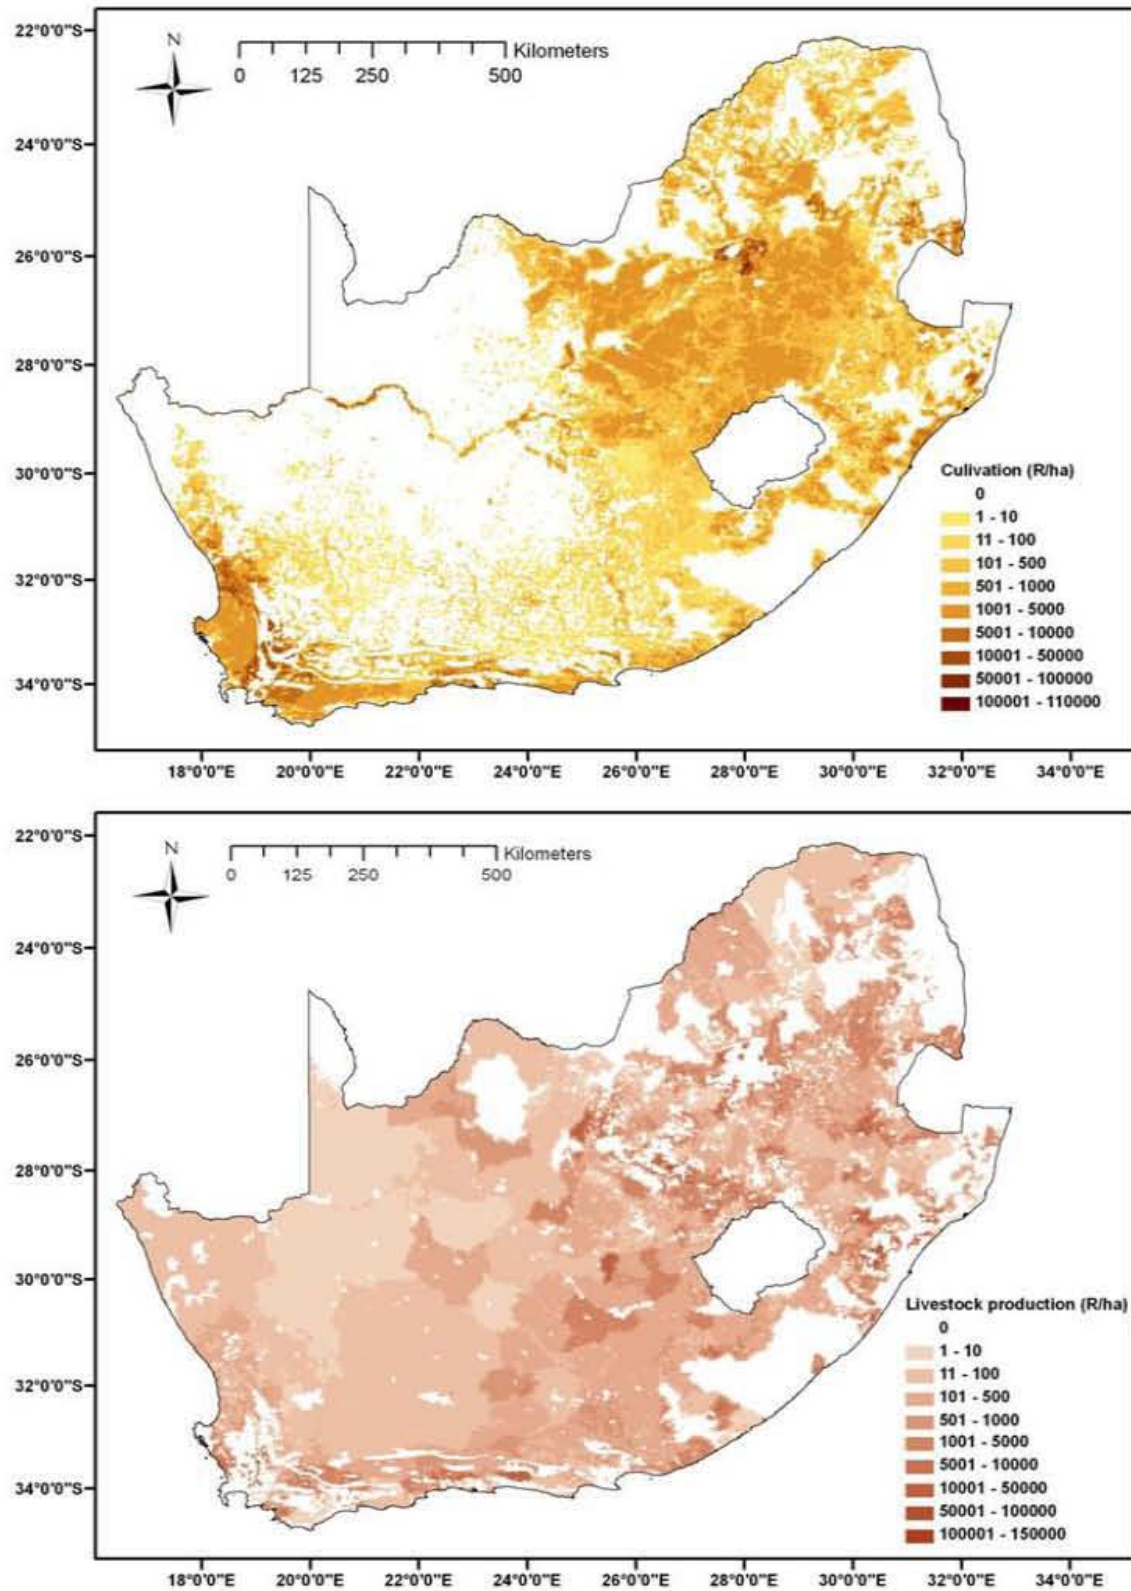 22°0'0"S
N
Kilometers
0 125 250 500
24°0'0"S
26°0'0"S
28°0'0"S
30°0'0"S
32°0'0"S
34°0'0"S
Culivation (R/ha)
0
1 - 10
11 - 100
101 - 500
501 - 1000
1001 - 5000
5001 - 10000
10001 - 50000
50001 - 100000
100001 - 110000
18°0'0"E 20°0'0"E 22°0'0"E 24°0'0"E 26°0'0"E 28°0'0"E 30°0'0"E 32°0'0"E 34°0'0"E
22°0'0"S
N
Kilometers
0 125 250 500
24°0'0"S
26°0'0"S
28°0'0"S
30°0'0"S
32°0'0"S
34°0'0"S
Livestock production (R/ha)
0
1 - 10
11 - 100
101 - 500
501 - 1000
1001 - 5000
5001 - 10000
10001 - 50000
50001 - 100000
100001 - 150000
18°0'0"E 20°0'0"E 22°0'0"E 24°0'0"E 26°0'0"E 28°0'0"E 30°0'0"E 32°0'0"E 34°0'0"E